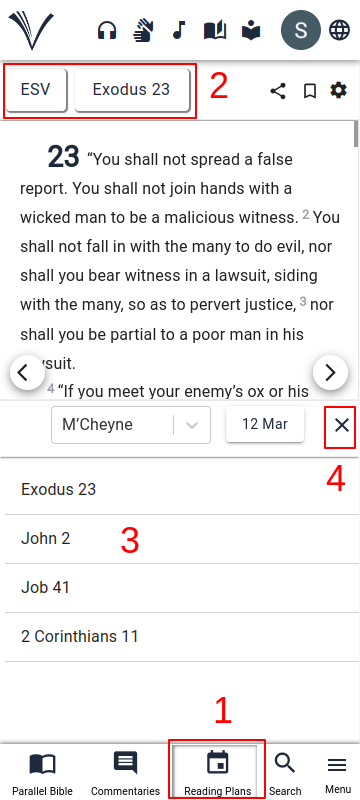 S
ESV
Exodus 23
2
23 “You shall not spread a false
report. You shall not join hands with a
wicked man to be a malicious witness. 2 You
shall not fall in with the many to do evil, nor
shall you bear witness in a lawsuit, siding
with the many, so as to pervert justice, 3 nor
shall you be partial to a poor man in his
suit.
4 “If you meet your enemy’s ox or his
M’Cheyne
12 Mar
4
Exodus 23
John 2
3
Job 41
2 Corinthians 11
1
Parallel Bible
Commentaries
Reading Plans
Search
Menu